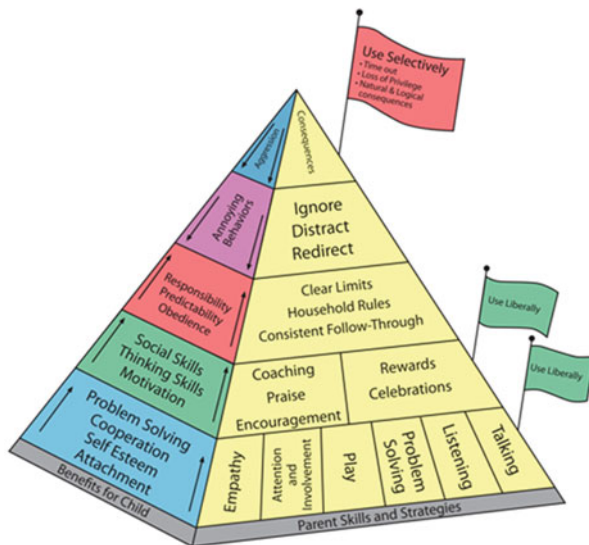 Use Selectively
• Time out
• Loss of Privilege
• Natural & Logical
consequences
Aggression
Consequences
Annoying
Behaviors
Ignore
Distract
Redirect
Responsibility
Predictability
Obedience
Clear Limits
Household Rules
Consistent Follow-Through
Use Liberally
Social Skills
Thinking Skills
Motivation
Coaching
Praise
Encouragement
Rewards
Celebrations
Use Liberally
Problem Solving
Cooperation
Self Esteem
Attachment
Empathy
Attention
and
Involvement
Play
Problem
Solving
Listening
Talking
Benefits for Child
Parent Skills and Strategies